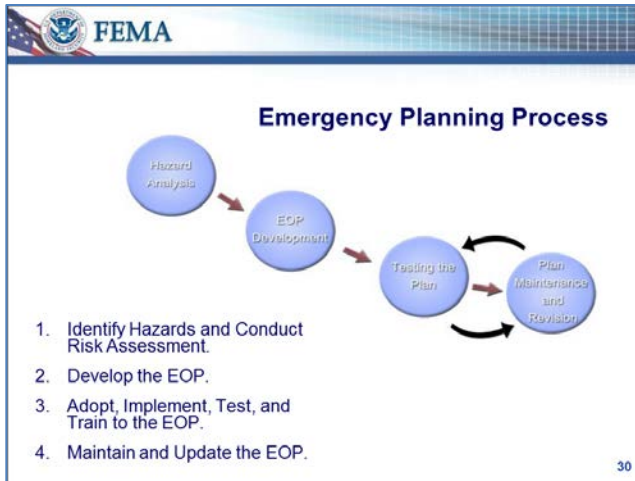 FEMA
Emergency Planning Process
Hazard
Analysis
EOP
Development
Testing the
Plan
Plan
Maintenance
and
Revision
1. Identify Hazards and Conduct
Risk Assessment.
2. Develop the EOP.
3. Adopt, Implement, Test, and
Train to the EOP.
4. Maintain and Update the EOP.
30